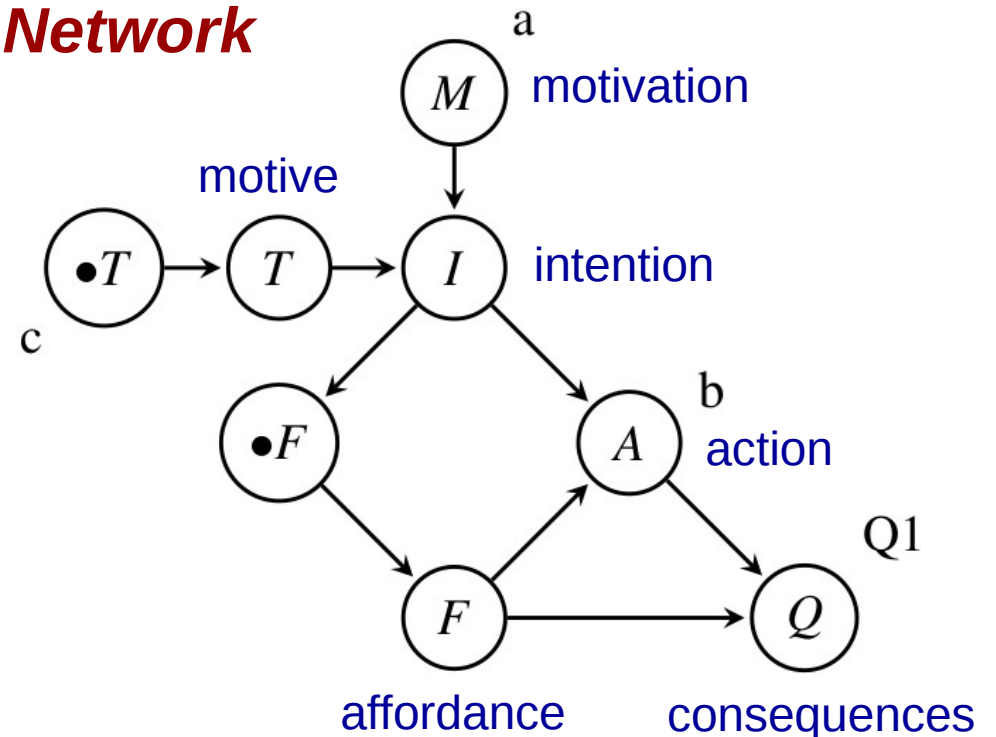 Network
a
M
motivation
motive
•T
T
I
intention
c
b
•F
A
action
Q1
F
Q
affordance
consequences